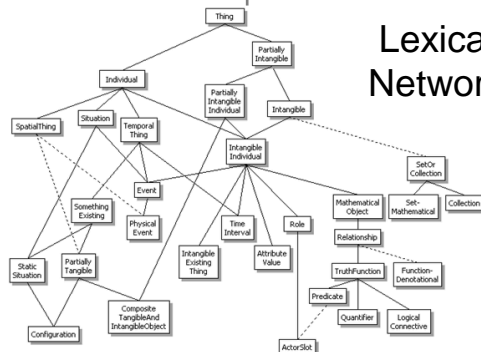 Thing
Lexica
Networ
Partially
Intangible
Individual
Partially
Intangible
Individual
Intangible
SpatialThing
Situation
Temporal
Thing
Intangible
Individual
SetOr
Collection
Event
Set-
Mathematical
Collection
Something
Existing
Physical
Event
Time
Interval
Role
Mathematical
Object
Relationship
Static
Situation
Partially
Tangible
Intangible
Existing
Thing
Attribute
Value
TruthFunction
Function-
Denotational
Predicate
Quantifier
Logical
Connective
Configuration
Composite
TangibleAnd
IntangibleObject
ActorSlot